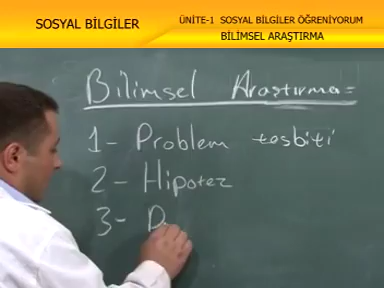 SOSYAL BİLGİLER
ÜNİTE-1 SOSYAL BİLGİLER ÖĞRENİYORUM
BİLİMSEL ARAŞTIRMA
Bilimsel Araştırma=
1- Problem tesbiti
2- Hipotez
3- D